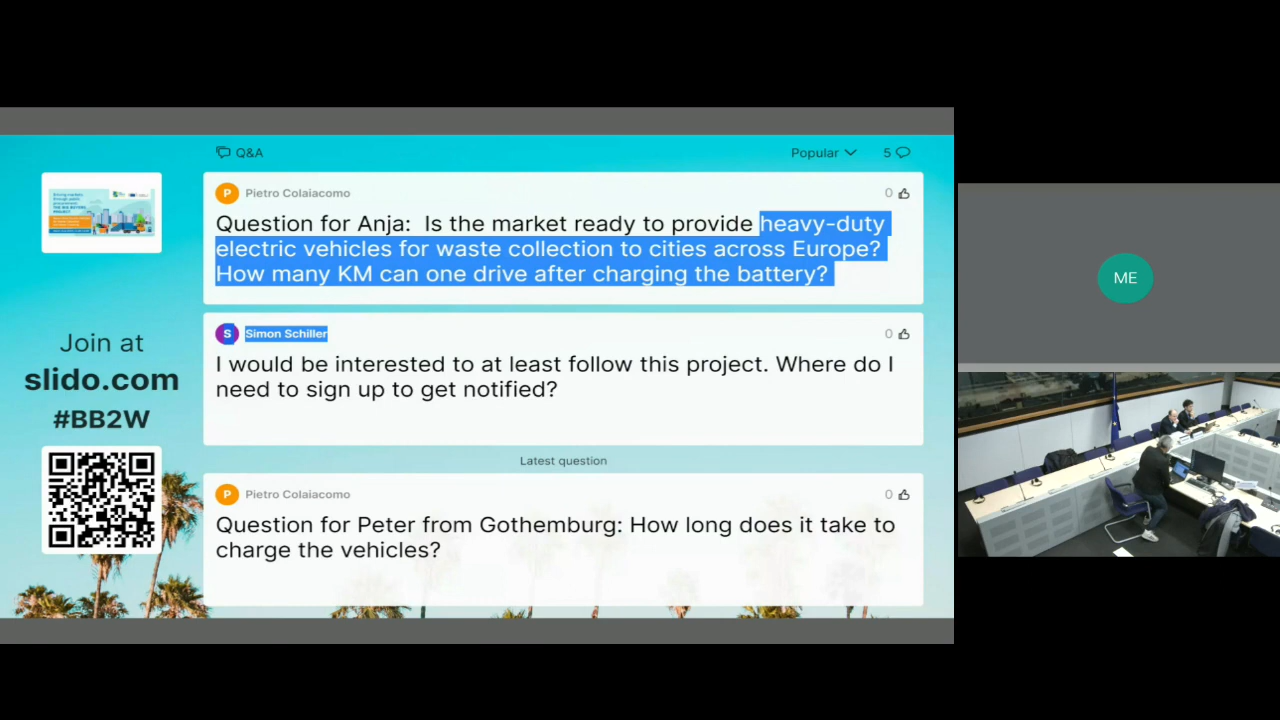 Q&A
Popular
5
P
Pietro Colaiacomo
0
Question for Anja:  Is the market ready to provide heavy-duty
electric vehicles for waste collection to cities across Europe?
How many KM can one drive after charging the battery?
S
Simon Schiller
0
I would be interested to at least follow this project. Where do I
need to sign up to get notified?
Latest question
P
Pietro Colaiacomo
0
Question for Peter from Gothemburg: How long does it take to
charge the vehicles?
Join at
slido.com
#BB2W
ME